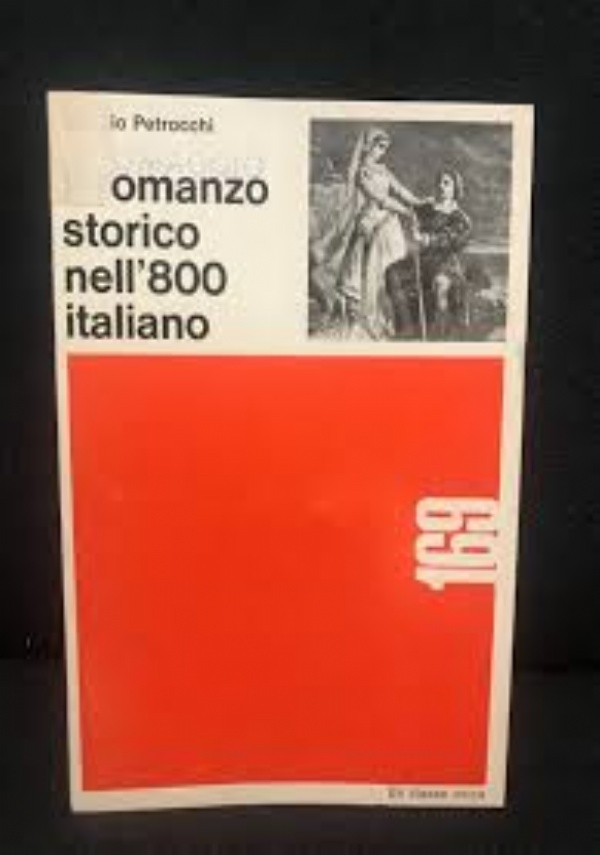 io Petrocchi
omanzo
storico
nell'800
italiano
169